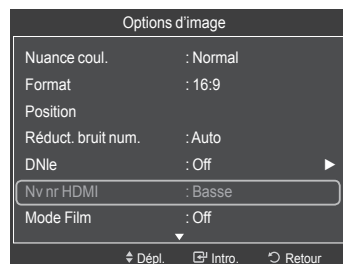 Options d'image
Nuance coul. : Normal
Format : 16:9
Position
Réduct. bruit num. : Auto
DNIe : Off
Nv nr HDMI : Basse
Mode Film : Off
Dépl. Intro. Retour